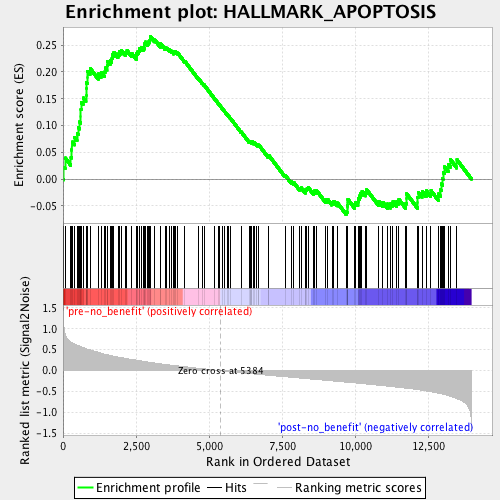 Enrichment plot: HALLMARK_APOPTOSIS
Enrichment score (ES)
0.25
0.20
0.15
0.10
0.05
0.00
-0.05
Ranked list metric (Signal2Noise)
1.5
1.0
0.5
0.0
-0.5
-1.0
-1.5
'pre-no_benefit' (positively correlated)
Zero cross at 5384
'post-no_benefit' (negatively correlated)
0
2,500
5,000
7,500
10,000
12,500
Rank in Ordered Dataset
Enrichment profile
Hits
Ranking metric scores